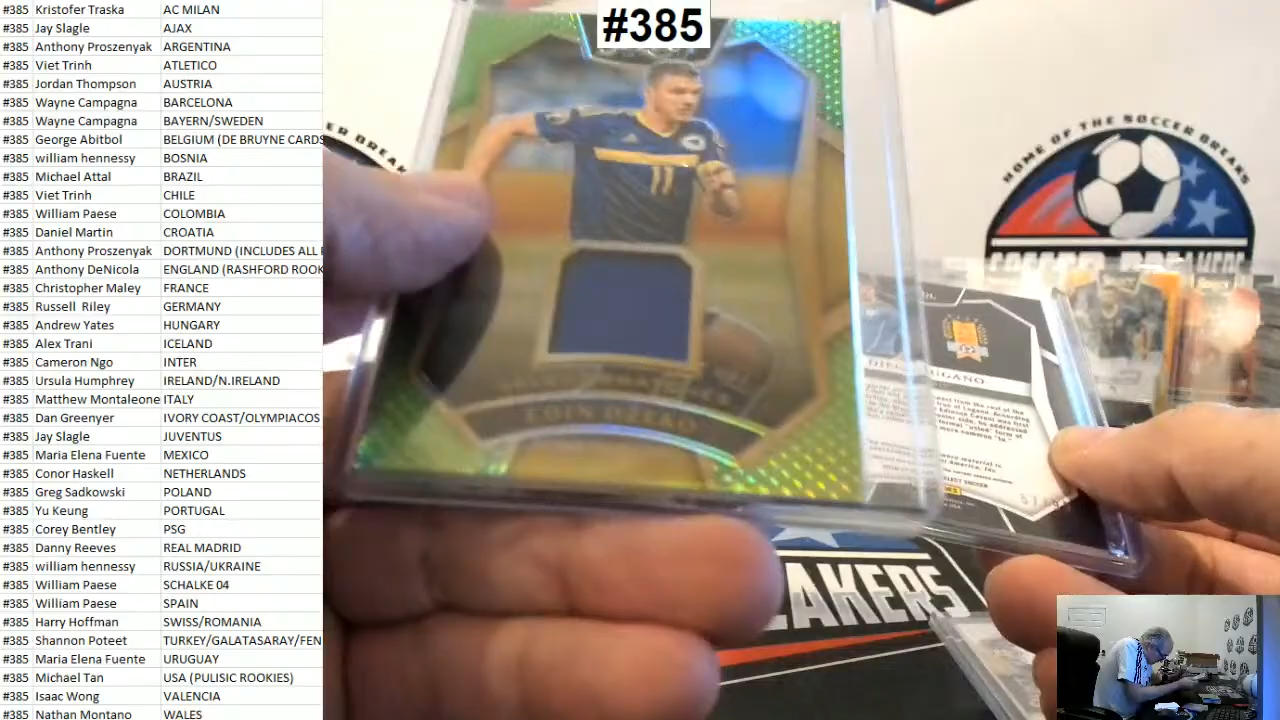 #385 Kristofer Traska AC MILAN
#385 Jay Slagle AJAX
#385 Anthony Proszenyak ARGENTINA
#385 Viet Trinh ATLETICO
#385 Jordan Thompson AUSTRIA
#385 Wayne Campagna BARCELONA
#385 Wayne Campagna BAYERN/SWEDEN
#385 George Abitbol BELGIUM (DE BRUYNE CARDS
#385 william hennessy BOSNIA
#385 Michael Attal BRAZIL
#385 Viet Trinh CHILE
#385 William Paese COLOMBIA
#385 Daniel Martin CROATIA
#385 Anthony Proszenyak DORTMUND (INCLUDES ALL
#385 Anthony DeNicola ENGLAND (RASHFORD ROOK
#385 Christopher Maley FRANCE
#385 Russell Riley GERMANY
#385 Andrew Yates HUNGARY
#385 Alex Trani ICELAND
#385 Cameron Ngo INTER
#385 Ursula Humphrey IRELAND/N.IRELAND
#385 Matthew Montaleone ITALY
#385 Dan Greenyer IVORY COAST/OLYMPIACOS
#385 Jay Slagle JUVENTUS
#385 Maria Elena Fuente MEXICO
#385 Conor Haskell NETHERLANDS
#385 Greg Sadkowski POLAND
#385 Yu Keung PORTUGAL
#385 Corey Bentley PSG
#385 Danny Reeves REAL MADRID
#385 william hennessy RUSSIA/UKRAINE
#385 William Paese SCHALKE 04
#385 William Paese SPAIN
#385 Harry Hoffman SWISS/ROMANIA
#385 Shannon Poteet TURKEY/GALATASARAY/FEN
#385 Maria Elena Fuente URUGUAY
#385 Michael Tan USA (PULISIC ROOKIES)
#385 Isaac Wong VALENCIA
#385 Nathan Montano WALES
#385
11
HOME OF THE SOCCER BREAKS
SOCCER BREAKERS
ER BREAK
DZEKO
UGANO
AKERS